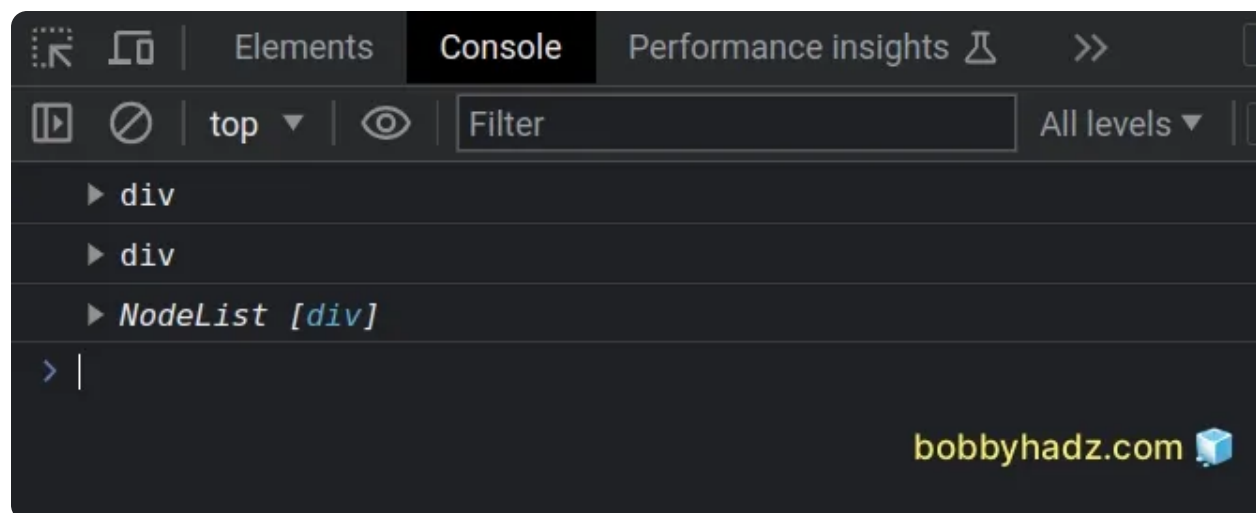 Elements Console Performance insights
top Filter All levels
div
div
NodeList [div]
bobbyhadz.com